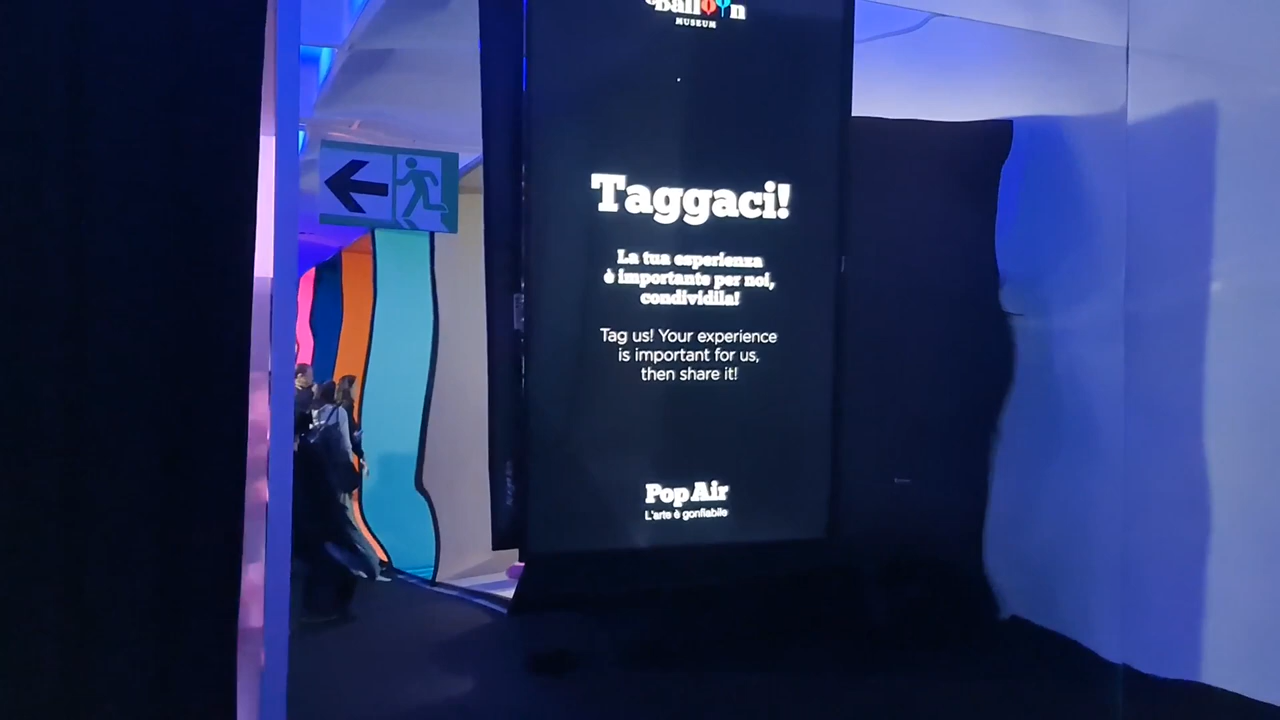 Balloon
MUSEUM
Taggaci!
La tua esperienza
è importante per noi,
condividila!
Tag us! Your experience
is important for us,
then share it!
Pop Air
L'arte è gonfiabile